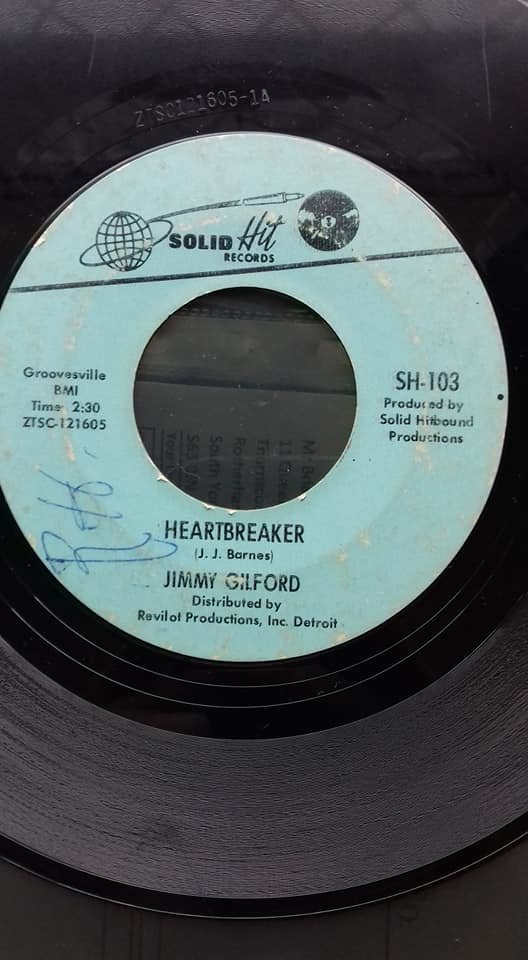 ZTSC121605-1A
SOLID Hit
RECORDS
Groovesville
BMI
Time 2:30
ZTSC-121605
SH-103
Produced by
Solid Hitbound
Productions
HEARTBREAKER
(J. J. Barnes)
JIMMY GILFORD
Distributed by
Revilot Productions, Inc. Detroit